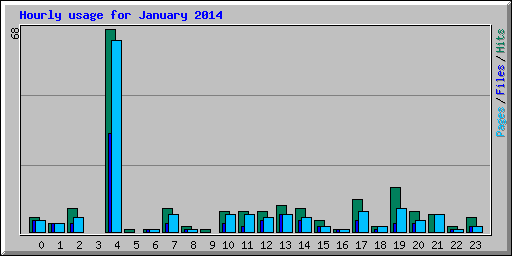 Hourly usage for January 2014
68
Pages/Files/Hits
0 1 2 3 4 5 6 7 8 9 10 11 12 13 14 15 16 17 18 19 20 21 22 23